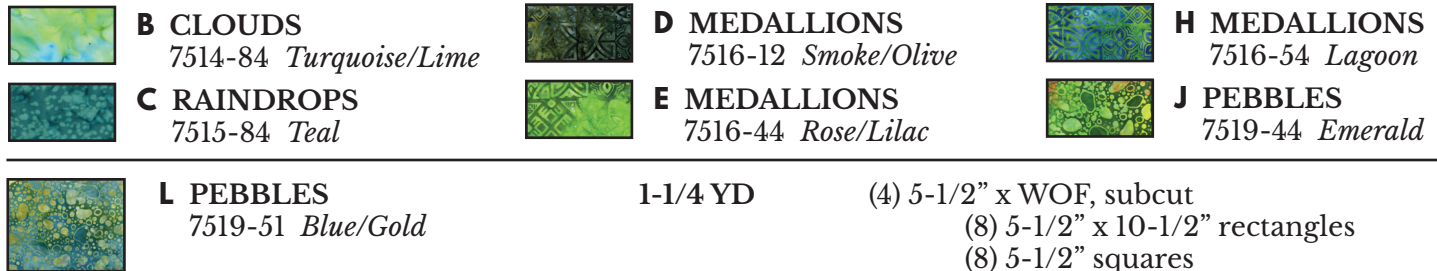 B CLOUDS
7514-84 Turquoise/Lime
C RAINDROPS
7515-84 Teal
D MEDALLIONS
7516-12 Smoke/Olive
E MEDALLIONS
7516-44 Rose/Lilac
H MEDALLIONS
7516-54 Lagoon
J PEBBLES
7519-44 Emerald
L PEBBLES
7519-51 Blue/Gold
1-1/4 YD
(4) 5-1/2” x WOF, subcut
(8) 5-1/2” x 10-1/2” rectangles
(8) 5-1/2” squares